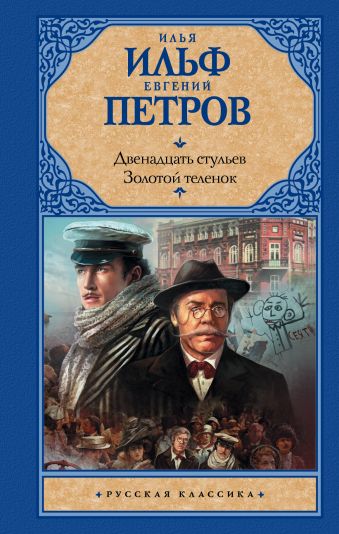 ИЛЬЯ
ИЛЬФ
ЕВГЕНИЙ
ПЕТРОВ
Двенадцать стульев
Золотой теленок
РУССКАЯ КЛАССИКА